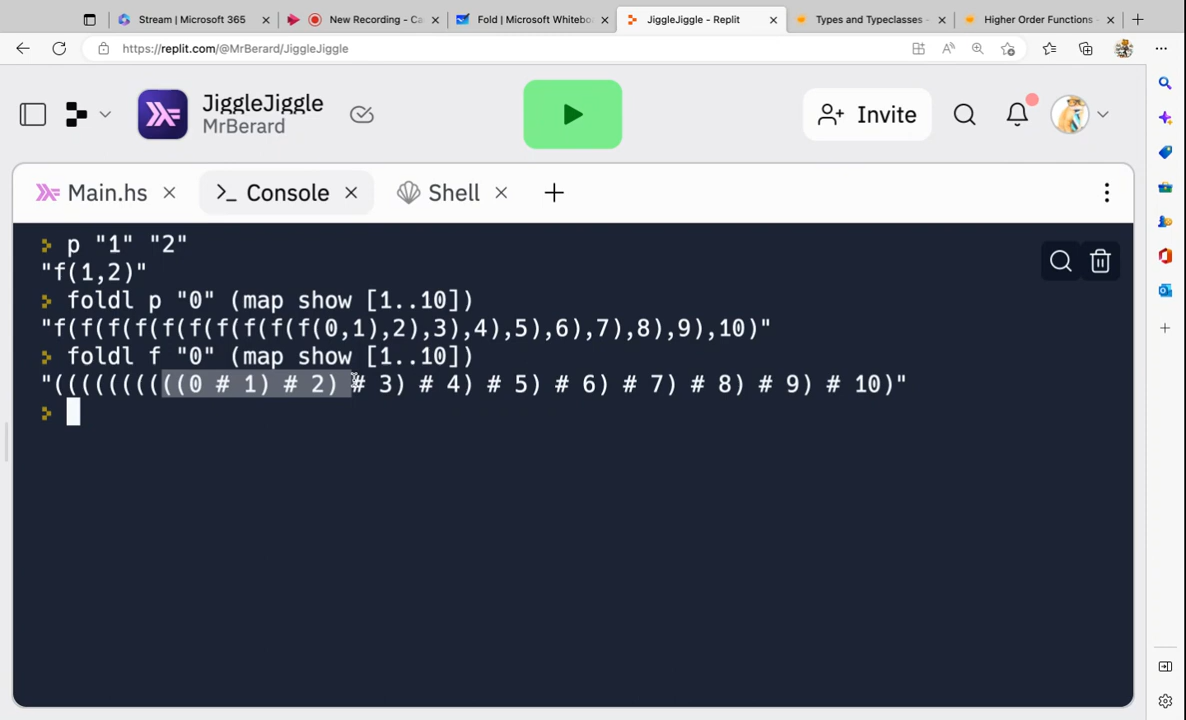 Stream | Microsoft 365
New Recording - Ca
Fold | Microsoft Whitebo
JiggleJiggle - Replit
Types and Typeclasses -
Higher Order Functions -
https://replit.com/@MrBerard/JiggleJiggle
JiggleJiggle
MrBerard
Invite
Main.hs
Console
Shell
p "1" "2"
"f(1,2)"
foldl p "0" (map show [1..10])
"f(f(f(f(f(f(f(f(f(f(0,1),2),3),4),5),6),7),8),9),10)"
foldl f "0" (map show [1..10])
"((((((((((0 # 1) # 2) # 3) # 4) # 5) # 6) # 7) # 8) # 9) # 10)"